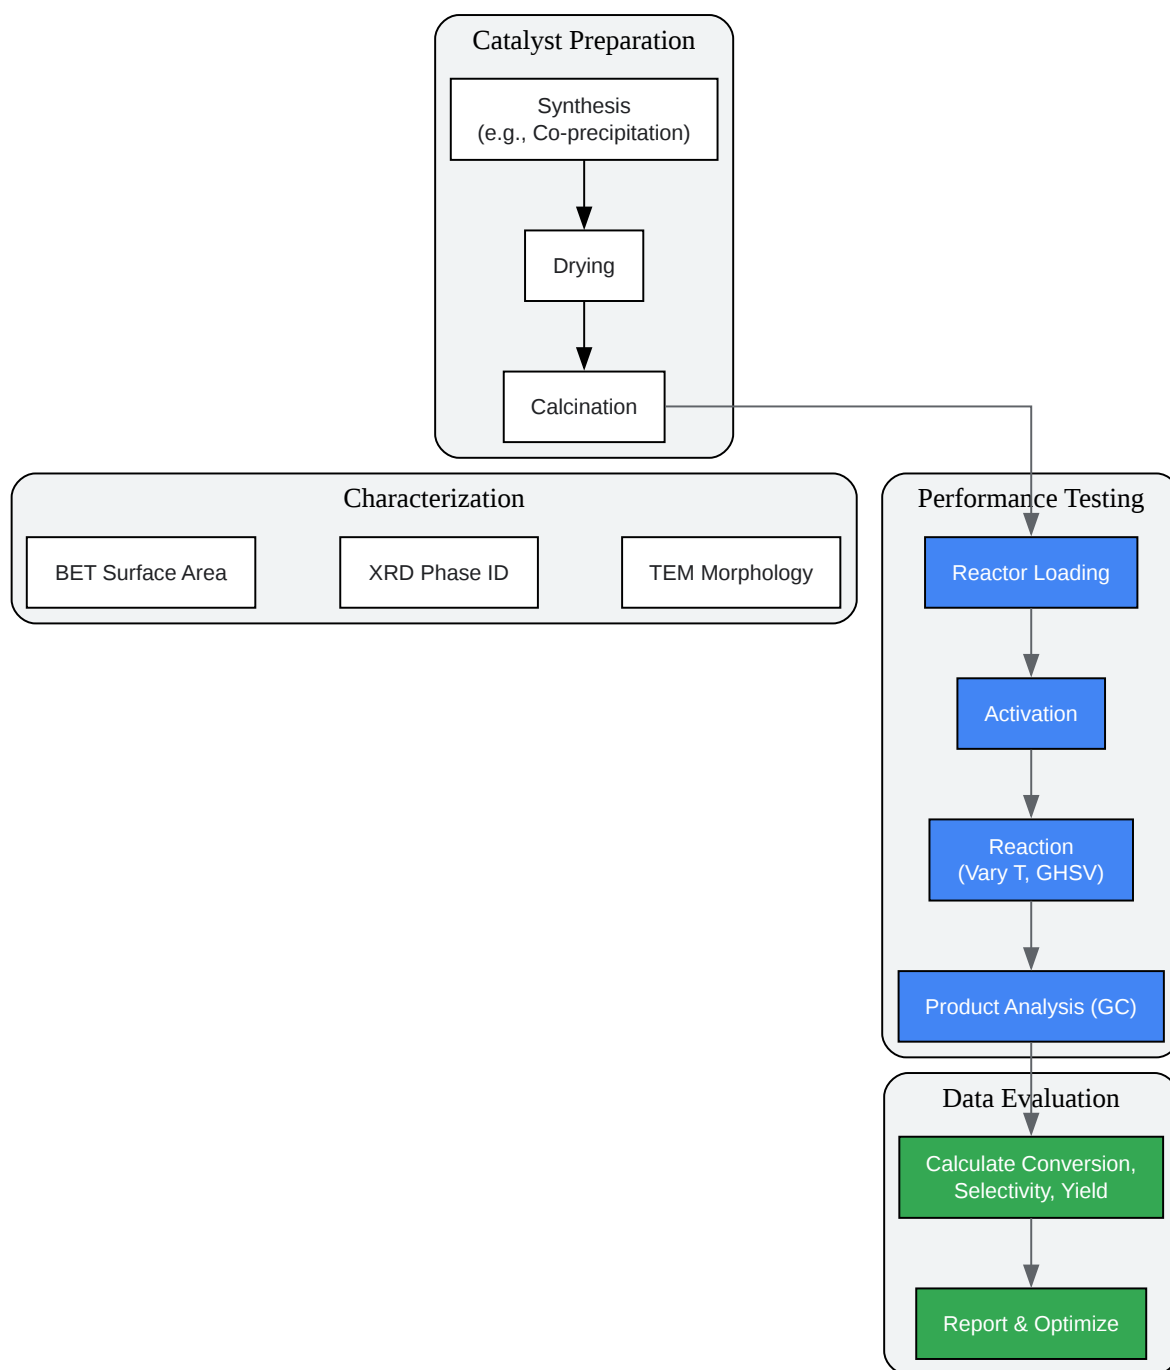 Catalyst Preparation
Synthesis
(e.g., Co-precipitation)
Drying
Calcination
Characterization
BET Surface Area
XRD Phase ID
TEM Morphology
Performance Testing
Reactor Loading
Activation
Reaction
(Vary T, GHSV)
Product Analysis (GC)
Data Evaluation
Calculate Conversion,
Selectivity, Yield
Report & Optimize